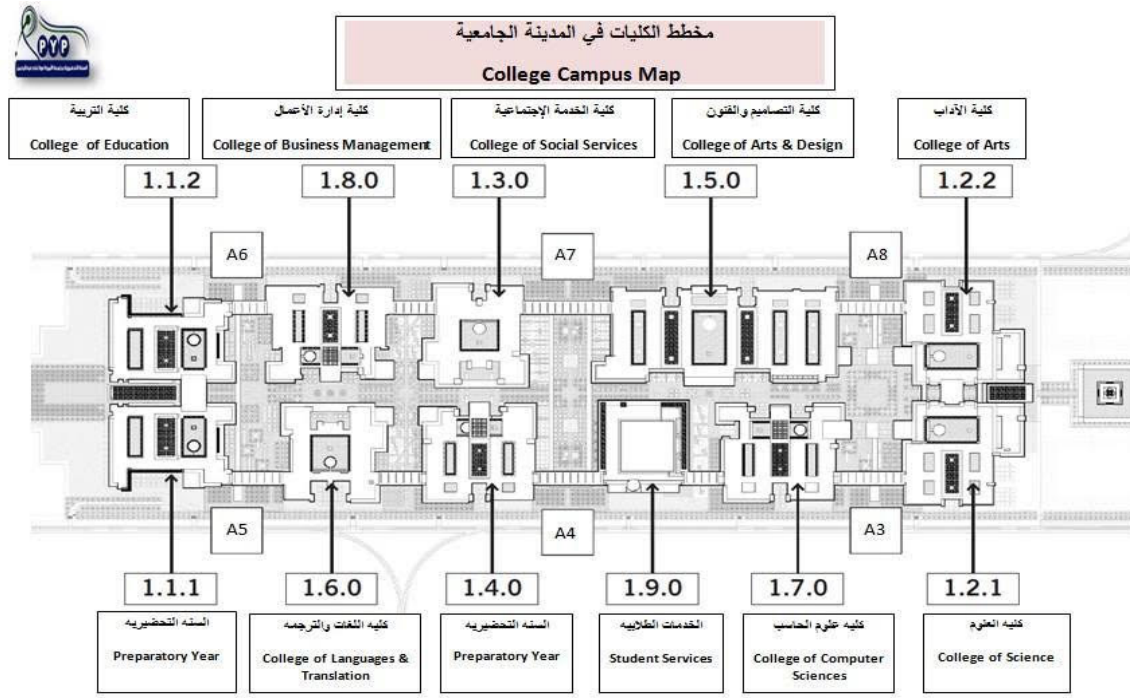 PYP
مخطط الكليات في المدينة الجامعية
College Campus Map
كلية التربية
College of Education
كلية إدارة الأعمال
College of Business Management
كلية الخدمة الإجتماعية
College of Social Services
كلية التصاميم والفنون
College of Arts & Design
كلية الآداب
College of Arts
1.1.2
1.8.0
1.3.0
1.5.0
1.2.2
A6
A7
A8
A5
A4
A3
1.1.1
1.6.0
1.4.0
1.9.0
1.7.0
1.2.1
السنه التحضيريه
Preparatory Year
كليه اللغات والترجمه
College of Languages &
Translation
السنه التحضيريه
Preparatory Year
الخدمات الطلابيه
Student Services
كليه علوم الحاسب
College of Computer
Sciences
كليه العلوم
College of Science